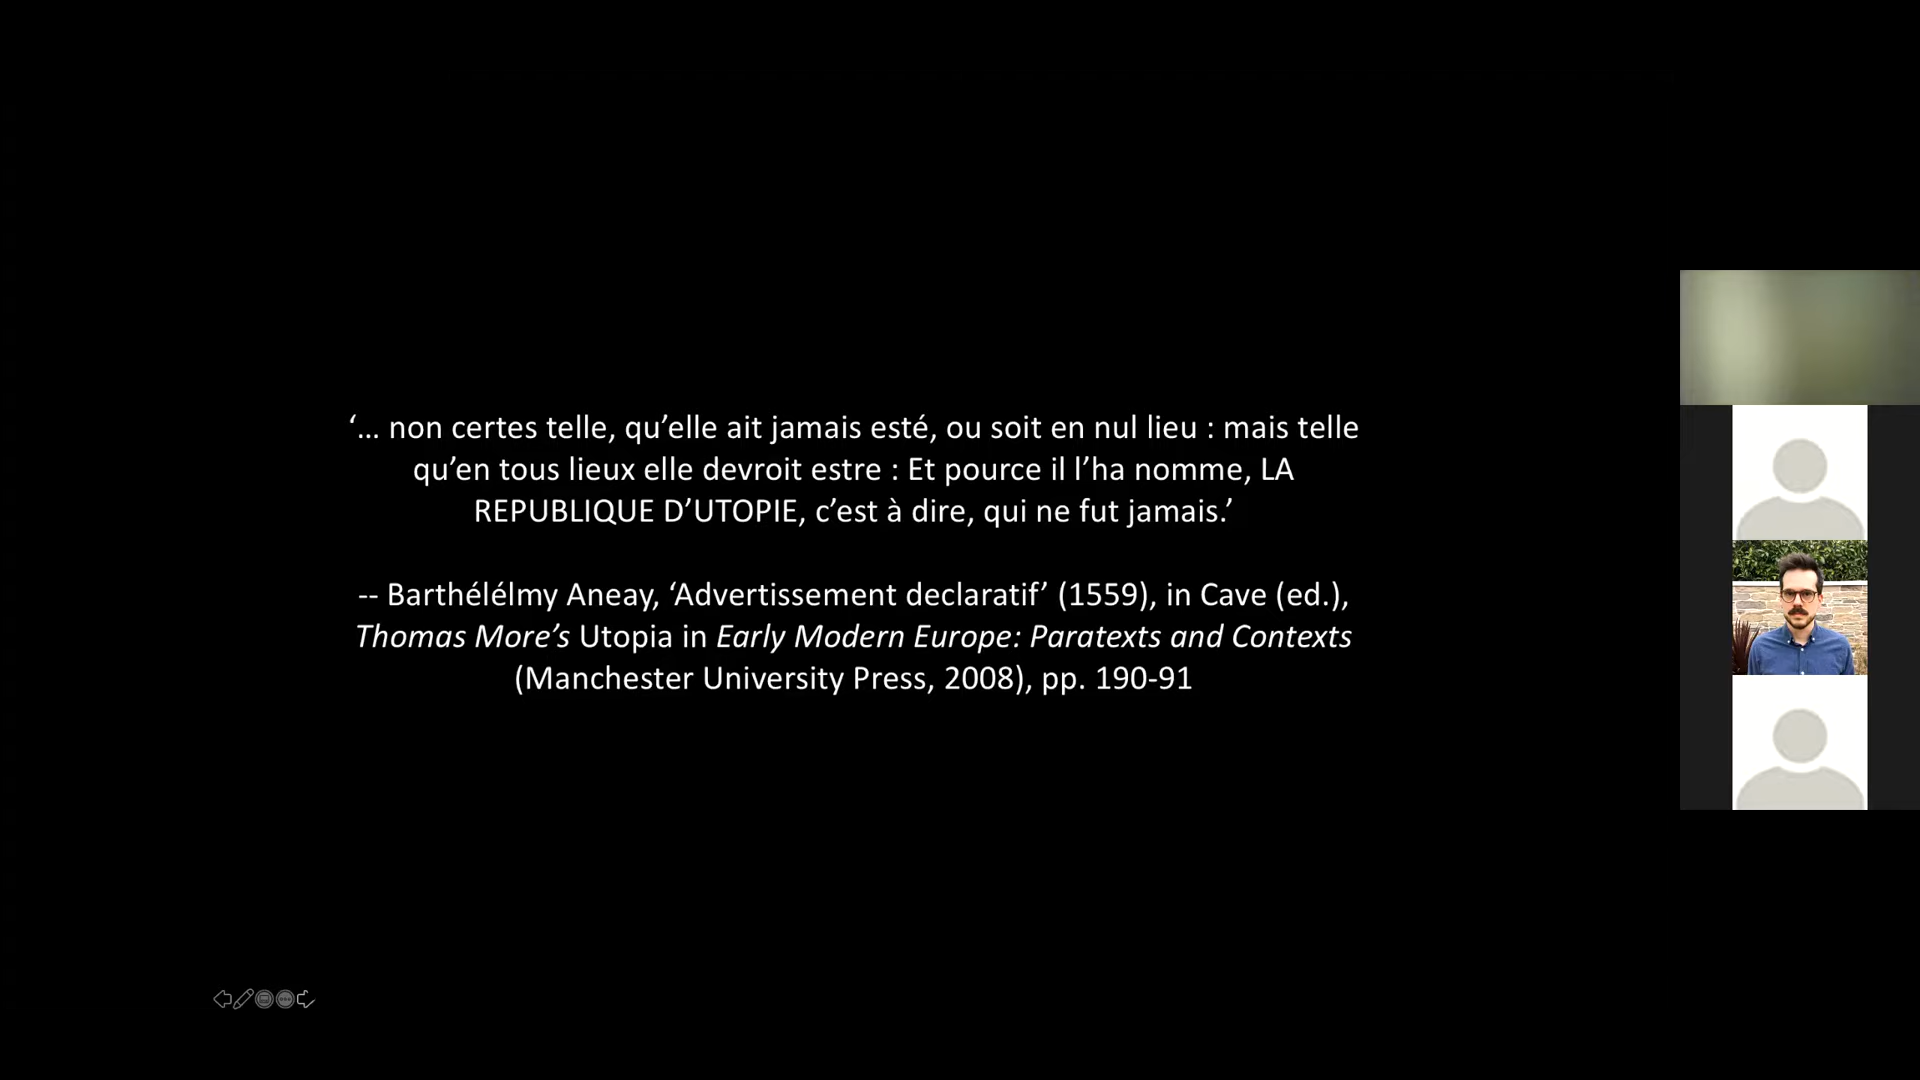 ‘... non certes telle, qu’elle ait jamais esté, ou soit en nul lieu : mais telle
qu’en tous lieux elle devroit estre : Et pource il l’ha nomme, LA
REPUBLIQUE D’UTOPIE, c’est à dire, qui ne fut jamais.’
-- Barthélélmy Aneay, ‘Advertissement declaratif’ (1559), in Cave (ed.),
Thomas More’s Utopia in Early Modern Europe: Paratexts and Contexts
(Manchester University Press, 2008), pp. 190-91